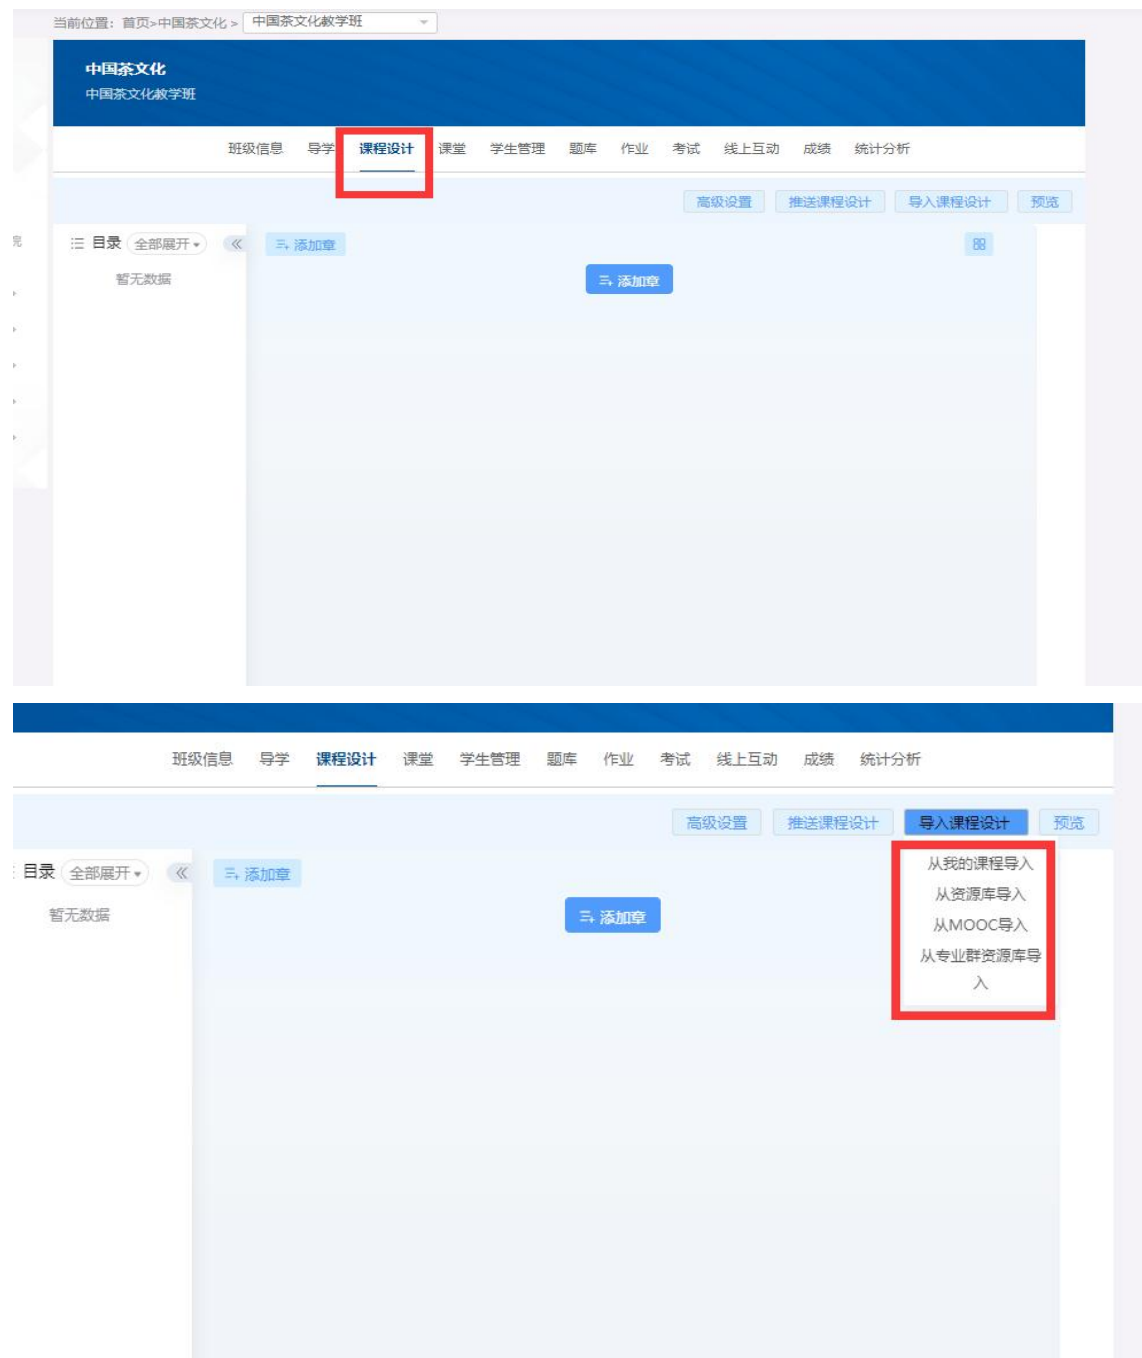 当前位置：首页>中国茶文化 > 中国茶文化教学班
中国茶文化
中国茶文化教学班
班级信息 导学 课程设计 课堂 学生管理 题库 作业 考试 线上互动 成绩 统计分析
高级设置 推送课程设计 导入课程设计 预览
目录 全部展开 添加章
暂无数据 添加章
班级信息 导学 课程设计 课堂 学生管理 题库 作业 考试 线上互动 成绩 统计分析
高级设置 推送课程设计 导入课程设计 预览
目录 全部展开 添加章
从我的课程导入
从资源库导入
暂无数据 添加章
从MOOC导入
从专业群资源库导
入